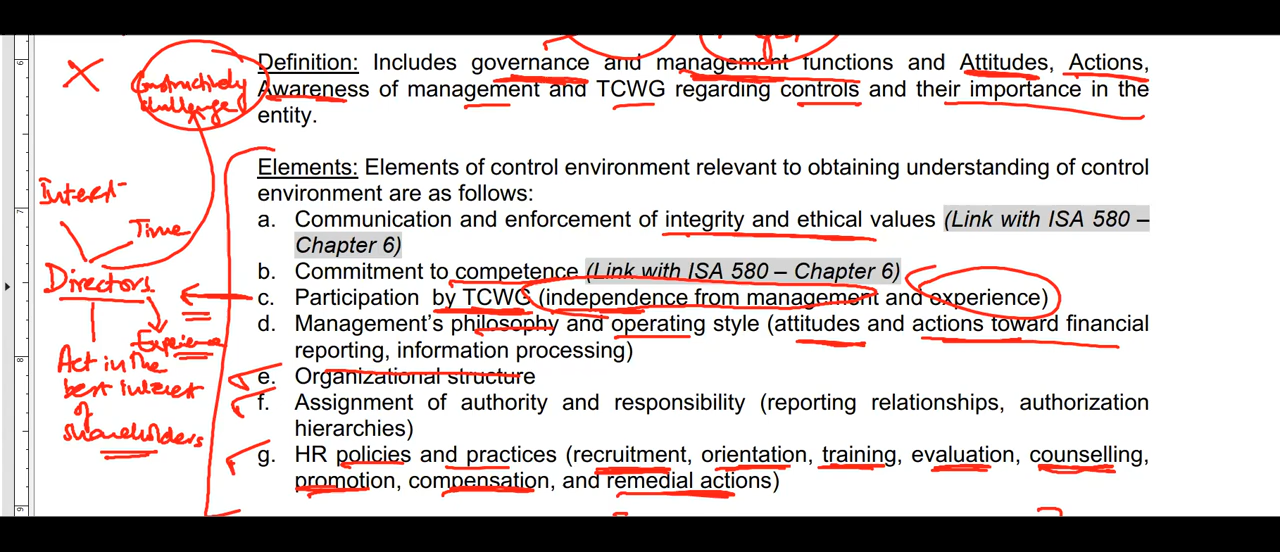 Definition: Includes governance and management functions and Attitudes, Actions,
Awareness of management and TCWG regarding controls and their importance in the
entity.
Elements: Elements of control environment relevant to obtaining understanding of control
environment are as follows:
a. Communication and enforcement of integrity and ethical values (Link with ISA 580 –
Chapter 6)
b. Commitment to competence (Link with ISA 580 – Chapter 6)
c. Participation by TCWG (independence from management and experience)
d. Management's philosophy and operating style (attitudes and actions toward financial
reporting, information processing)
e. Organizational structure
f. Assignment of authority and responsibility (reporting relationships, authorization
hierarchies)
g. HR policies and practices (recruitment, orientation, training, evaluation, counselling,
promotion, compensation, and remedial actions)
Constructively
challenge
Interest
Time
Directors
Experience
Act in the
best interest
of
shareholders
6
7
8
9